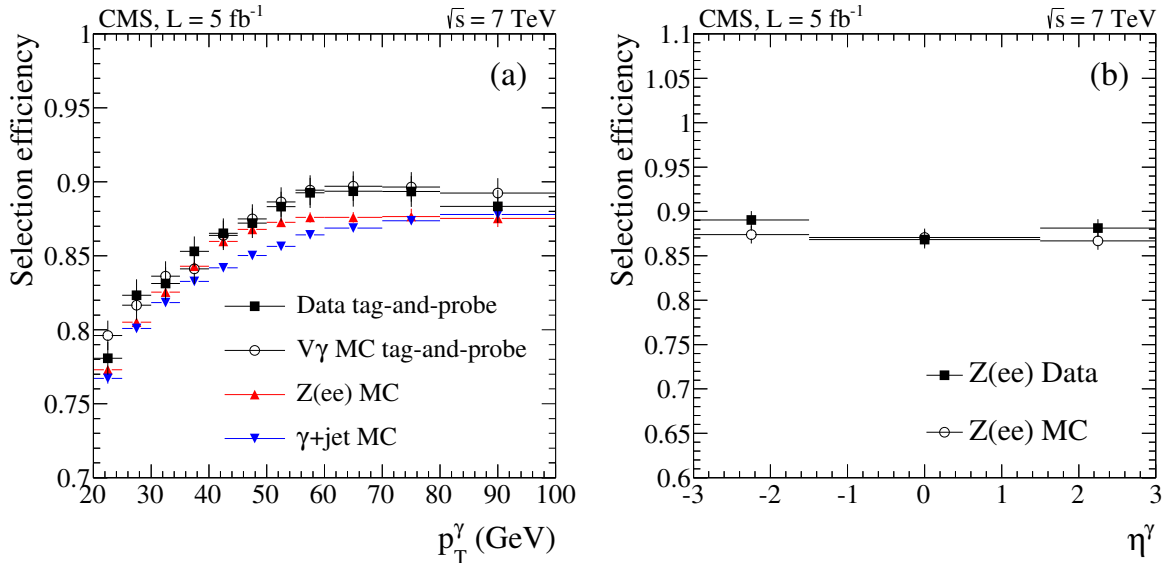 CMS, L = 5 fb⁻¹ √s = 7 TeV
Selection efficiency
(a)
1
0.95
0.9
0.85
0.8
0.75
0.7
Data tag-and-probe
Vγ MC tag-and-probe
Z(ee) MC
γ+jet MC
20 30 40 50 60 70 80 90 100
p_T^γ (GeV)
CMS, L = 5 fb⁻¹ √s = 7 TeV
Selection efficiency
(b)
1.1
1.05
1
0.95
0.9
0.85
0.8
0.75
0.7
0.65
0.6
Z(ee) Data
Z(ee) MC
-3 -2 -1 0 1 2 3
η^γ